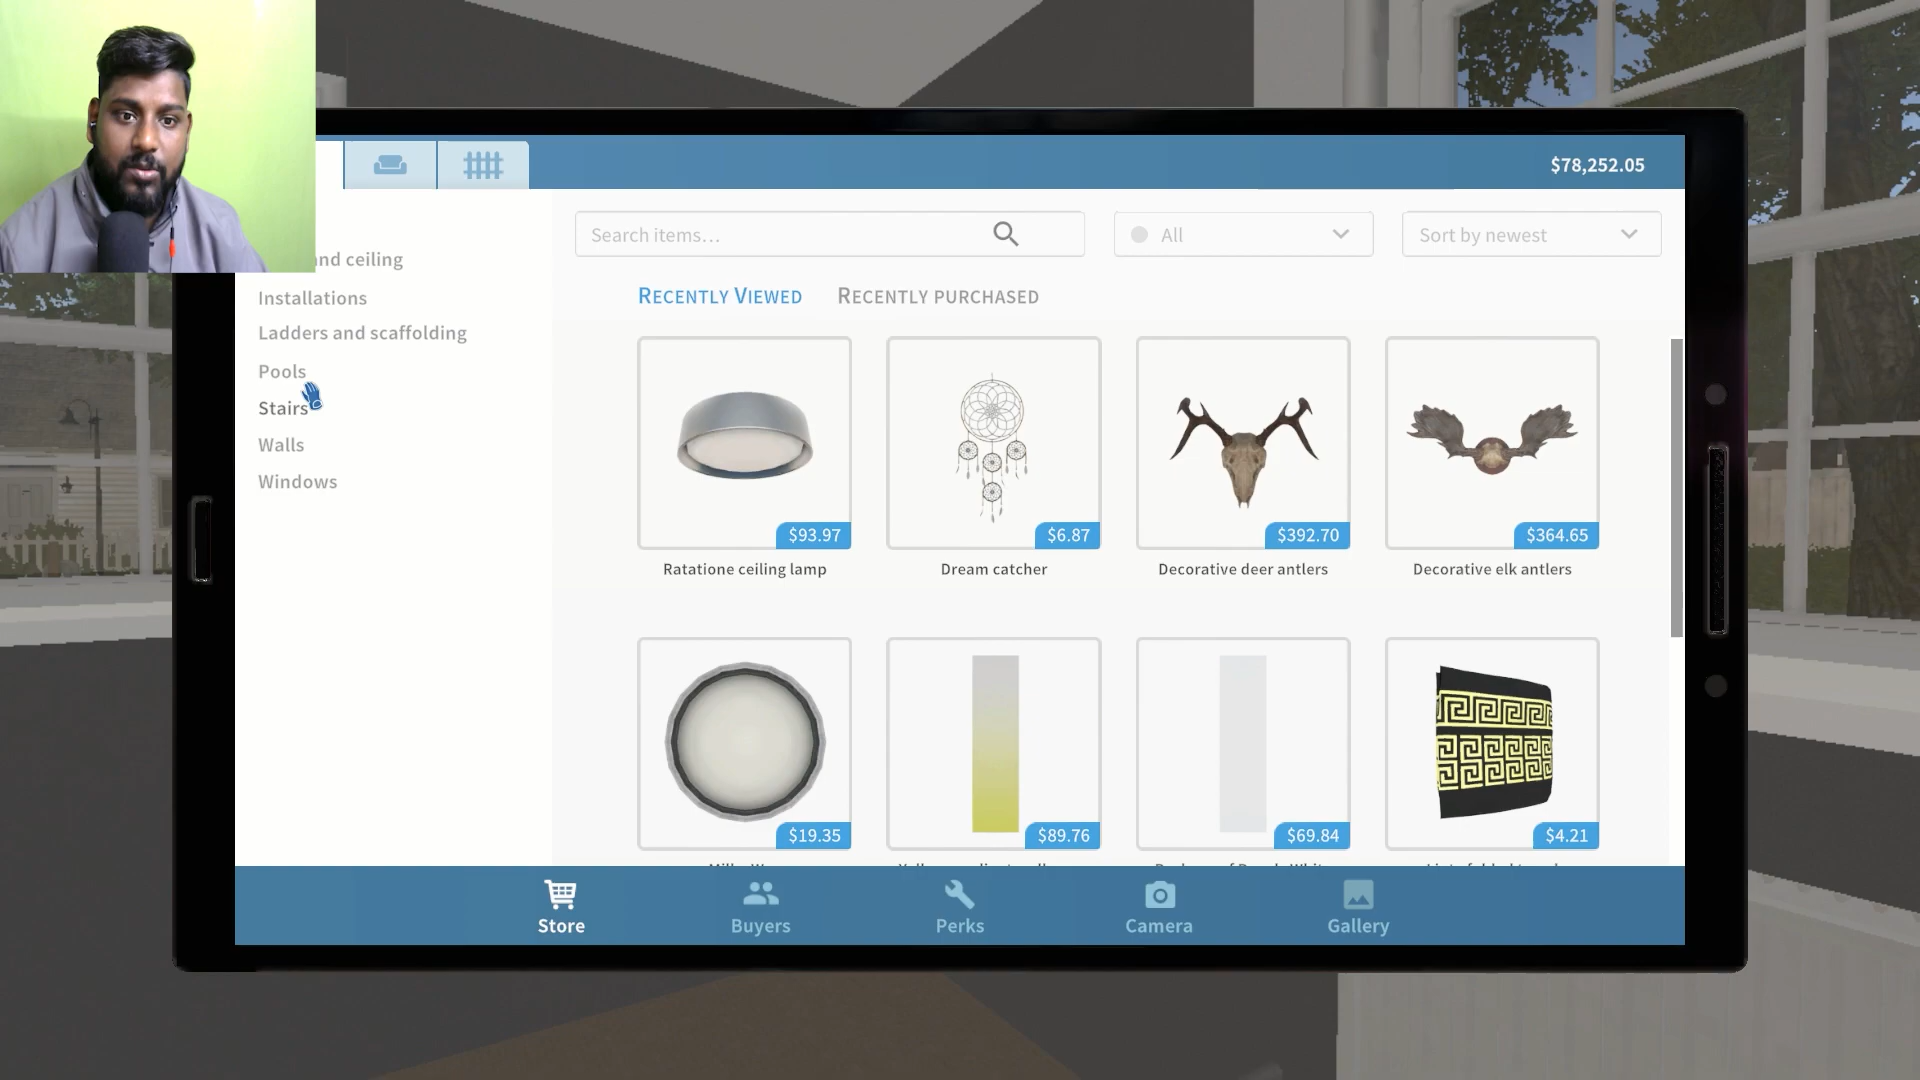 $78,252.05
Search items...
All
Sort by newest
nd ceiling
Installations
Ladders and scaffolding
Pools
Stairs
Walls
Windows
RECENTLY VIEWED
RECENTLY PURCHASED
$93.97
$6.87
$392.70
$364.65
Ratatione ceiling lamp
Dream catcher
Decorative deer antlers
Decorative elk antlers
$19.35
$89.76
$69.84
$4.21
Store
Buyers
Perks
Camera
Gallery